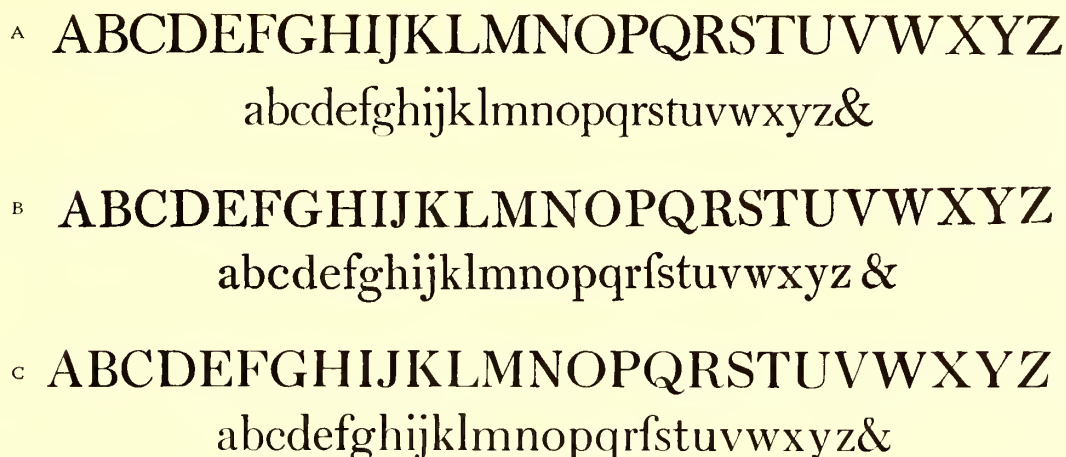 A ABCDEFGHIJKLMNOPQRSTUVWXYZ
abcdefghijklmnopqrstuvwxyz&
B ABCDEFGHIJKLMNOPQRSTUVWXYZ
abcdefghijklmnopqrſstuvwxyz &
C ABCDEFGHIJKLMNOPQRSTUVWXYZ
abcdefghijklmnopqrſstuvwxyz&